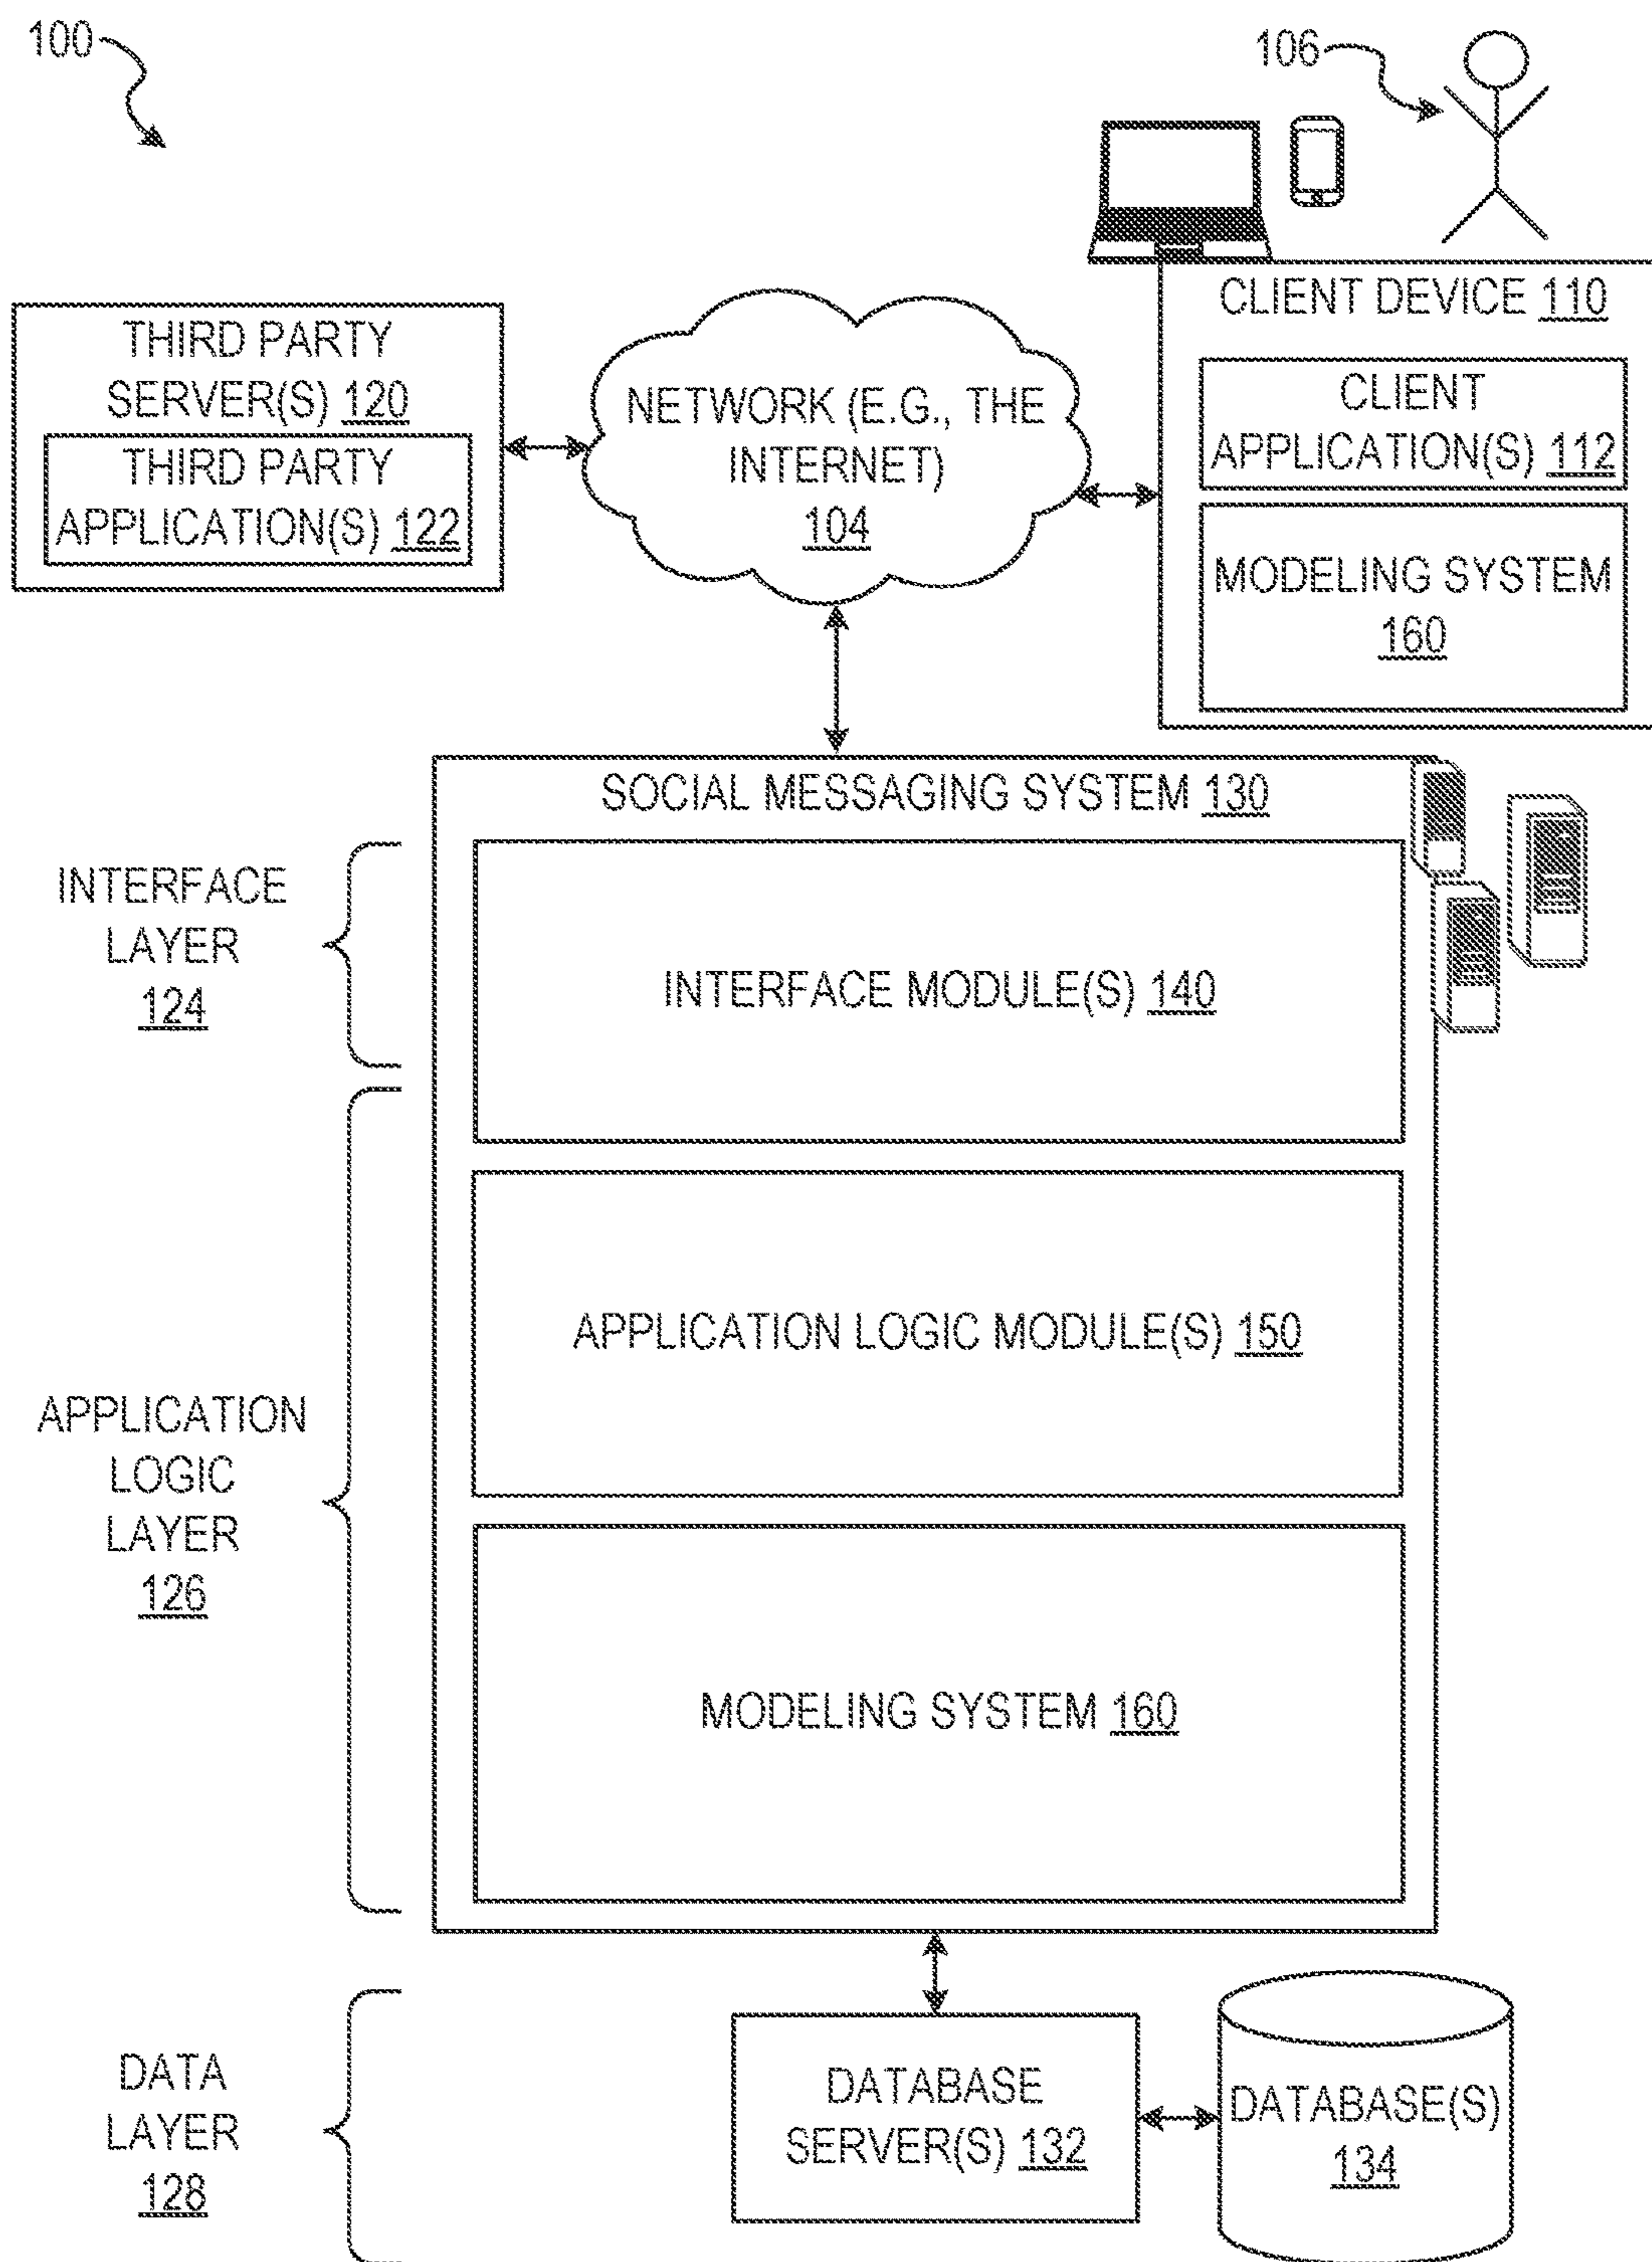 100
106
CLIENT DEVICE 110
CLIENT
APPLICATION(S) 112
MODELING SYSTEM
160
THIRD PARTY
SERVER(S) 120
THIRD PARTY
APPLICATION(S) 122
NETWORK (E.G., THE
INTERNET)
104
SOCIAL MESSAGING SYSTEM 130
INTERFACE
LAYER
124
INTERFACE MODULE(S) 140
APPLICATION LOGIC MODULE(S) 150
APPLICATION
LOGIC
LAYER
126
MODELING SYSTEM 160
DATA
LAYER
128
DATABASE
SERVER(S) 132
DATABASE(S)
134